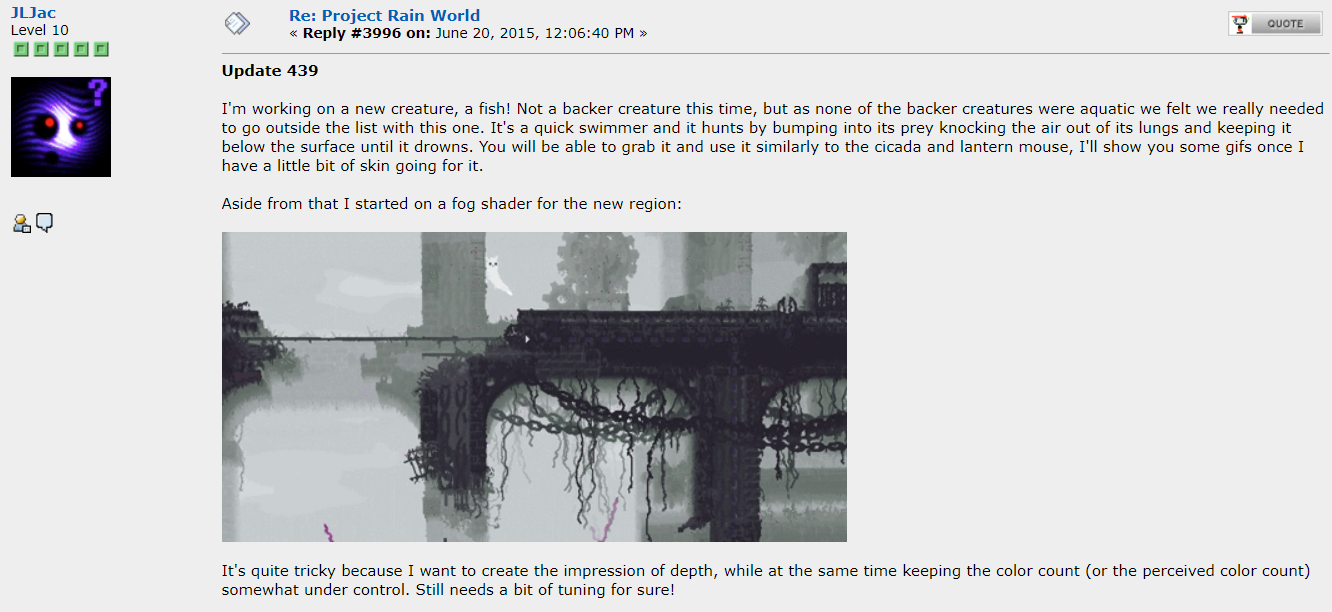 JLJac
Level 10
Re: Project Rain World
« Reply #3996 on: June 20, 2015, 12:06:40 PM »
QUOTE
Update 439
I'm working on a new creature, a fish! Not a backer creature this time, but as none of the backer creatures were aquatic we felt we really needed
to go outside the list with this one. It's a quick swimmer and it hunts by bumping into its prey knocking the air out of its lungs and keeping it
below the surface until it drowns. You will be able to grab it and use it similarly to the cicada and lantern mouse, I'll show you some gifs once I
have a little bit of skin going for it.
Aside from that I started on a fog shader for the new region:
It's quite tricky because I want to create the impression of depth, while at the same time keeping the color count (or the perceived color count)
somewhat under control. Still needs a bit of tuning for sure!